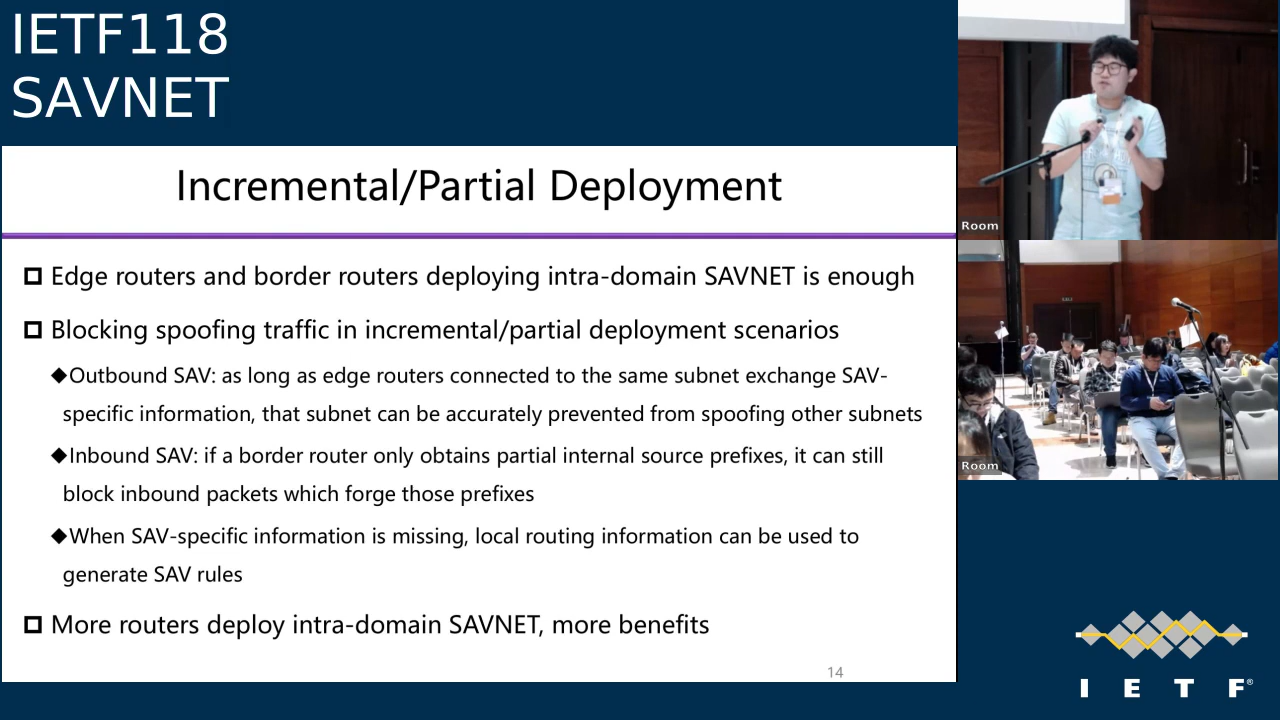 IETF118
SAVNET
Incremental/Partial Deployment
Edge routers and border routers deploying intra-domain SAVNET is enough
Blocking spoofing traffic in incremental/partial deployment scenarios
Outbound SAV: as long as edge routers connected to the same subnet exchange SAV-
specific information, that subnet can be accurately prevented from spoofing other subnets
Inbound SAV: if a border router only obtains partial internal source prefixes, it can still
block inbound packets which forge those prefixes
When SAV-specific information is missing, local routing information can be used to
generate SAV rules
More routers deploy intra-domain SAVNET, more benefits
14
Room
Room
I E T F®